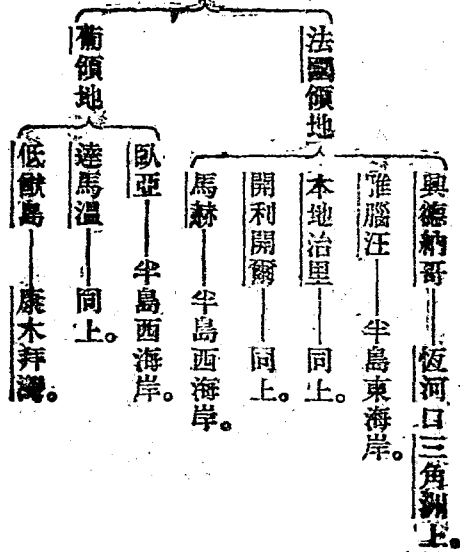 法國領地
興德納哥——恆河口三角洲上。
雅腦汪——半島東海岸。
本地治里——同上。
開利開爾——同上。
馬赫——半島西海岸。
葡領地
臥亞——半島西海岸。
達馬溫——同上。
低猷島——康木拜灣。